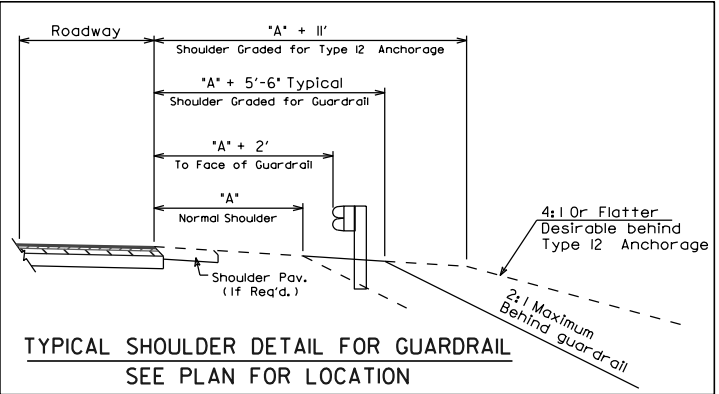 Roadway
"A" + 11'
Shoulder Graded for Type 12 Anchorage
"A" + 5'-6" Typical
Shoulder Graded for Guardrail
"A" + 2'
To Face of Guardrail
"A"
Normal Shoulder
4:1 Or Flatter
Desirable behind
Type 12 Anchorage
Shoulder Pav.
(If Req'd.)
2:1 Maximum
Behind guardrail
TYPICAL SHOULDER DETAIL FOR GUARDRAIL
SEE PLAN FOR LOCATION